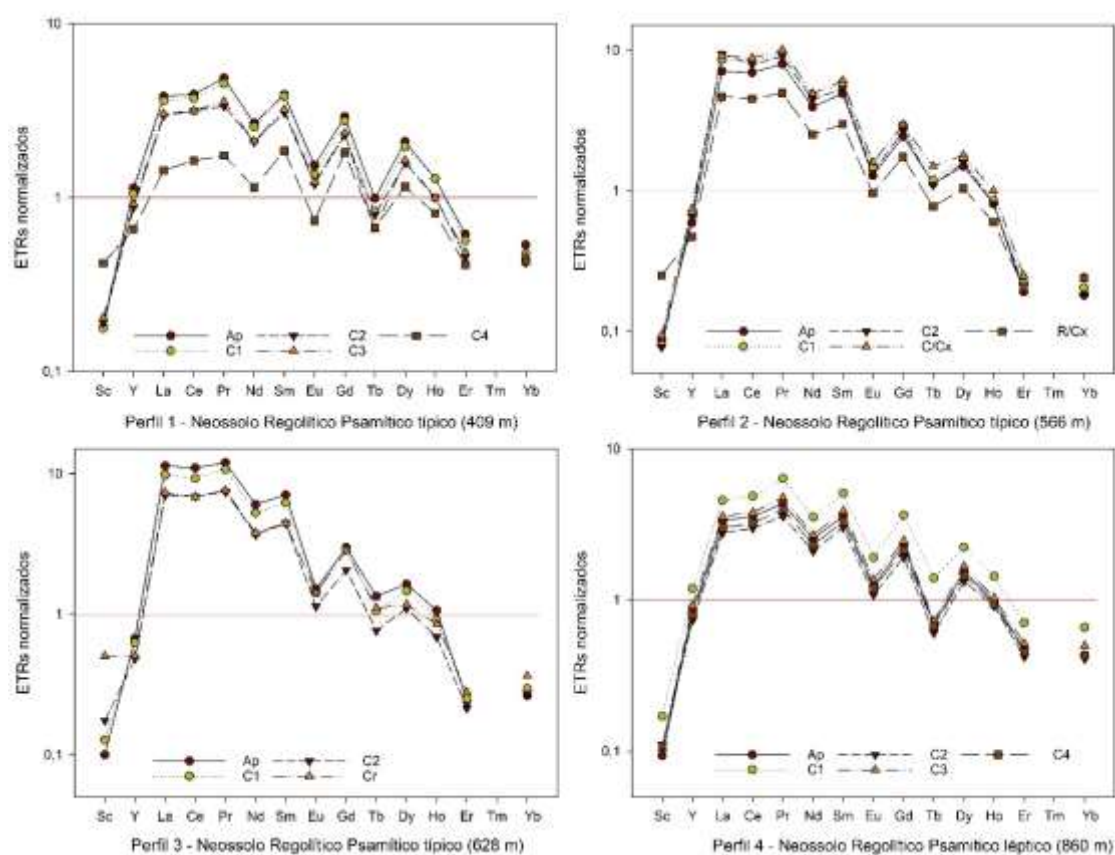 10
1
0,1
ETRs normalizados
Ap C2 C4
C1 C3
Sc Y La Ce Pr Nd Sm Eu Gd Tb Dy Ho Er Tm Yb
Perfil 1 - Neossolo Regolítico Psamítico típico (409 m)
10
1
0,1
ETRs normalizados
Ap C2 R/Cx
C1 C/Cx
Sc Y La Ce Pr Nd Sm Eu Gd Tb Dy Ho Er Tm Yb
Perfil 2 - Neossolo Regolítico Psamítico típico (566 m)
10
1
0,1
ETRs normalizados
Ap C2
C1 Cr
Sc Y La Ce Pr Nd Sm Eu Gd Tb Dy Ho Er Tm Yb
Perfil 3 - Neossolo Regolítico Psamítico típico (628 m)
10
1
0,1
ETRs normalizados
Ap C2 C4
C1 C3
Sc Y La Ce Pr Nd Sm Eu Gd Tb Dy Ho Er Tm Yb
Perfil 4 - Neossolo Regolítico Psamítico léptico (860 m)